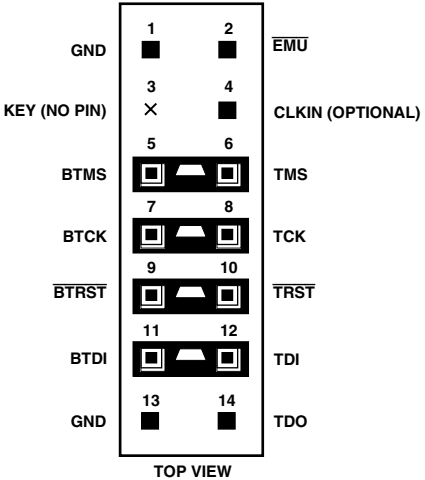 1 2
GND EMU
3 4
KEY (NO PIN) CLKIN (OPTIONAL)
5 6
BTMS TMS
7 8
BTCK TCK
9 10
BTRST TRST
11 12
BTDI TDI
13 14
GND TDO
TOP VIEW